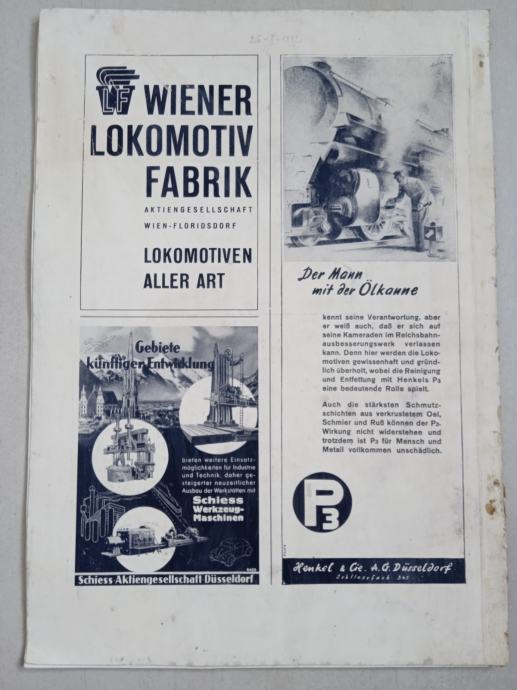 LF
WIENER
LOKOMOTIV
FABRIK
AKTIENGESELLSCHAFT
WIEN-FLORIDSDORF
LOKOMOTIVEN
ALLER ART
Gebiete
künftiger Entwicklung
bieten weitere Einsatz-
möglichkeiten für Industrie
und Technik, daher ge-
steigerter neuzeitlicher
Ausbau der Werkstätten mit
Schiess
Werkzeug-
Maschinen
Schiess Aktiengesellschaft Düsseldorf
Der Mann
mit der Ölkanne
kennt seine Verantwortung, aber
er weiß auch, daß er sich auf
seine Kameraden im Reichsbahn-
ausbesserungswerk verlassen
kann. Denn hier werden die Loko-
motiven gewissenhaft und gründ-
lich überholt, wobei die Reinigung
und Entfettung mit Henkels P3
eine bedeutende Rolle spielt.
Auch die stärksten Schmutz-
schichten aus verkrustetem Oel,
Schmier und Ruß können der P3-
Wirkung nicht widerstehen und
trotzdem ist P3 für Mensch und
Metall vollkommen unschädlich.
P3
Henkel & Cie. A.G. Düsseldorf
Schliessfach 345